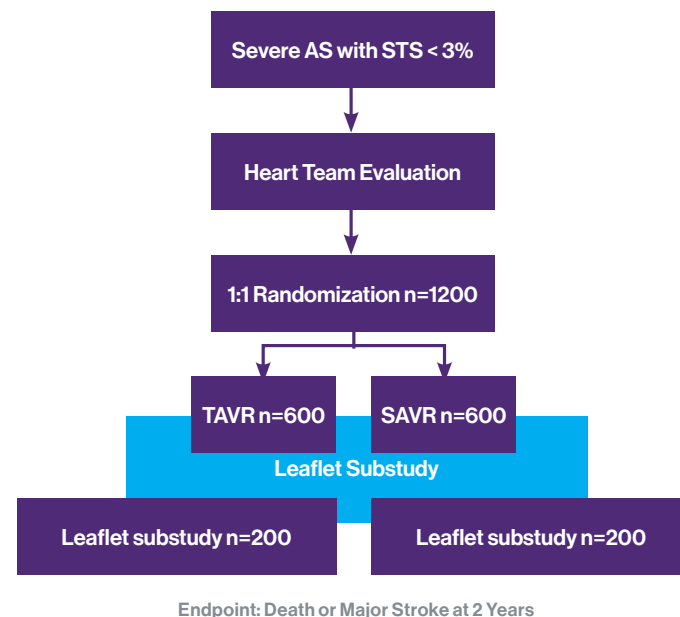 Severe AS with STS < 3%
Heart Team Evaluation
1:1 Randomization n=1200
TAVR n=600
SAVR n=600
Leaflet Substudy
Leaflet substudy n=200
Leaflet substudy n=200
Endpoint: Death or Major Stroke at 2 Years